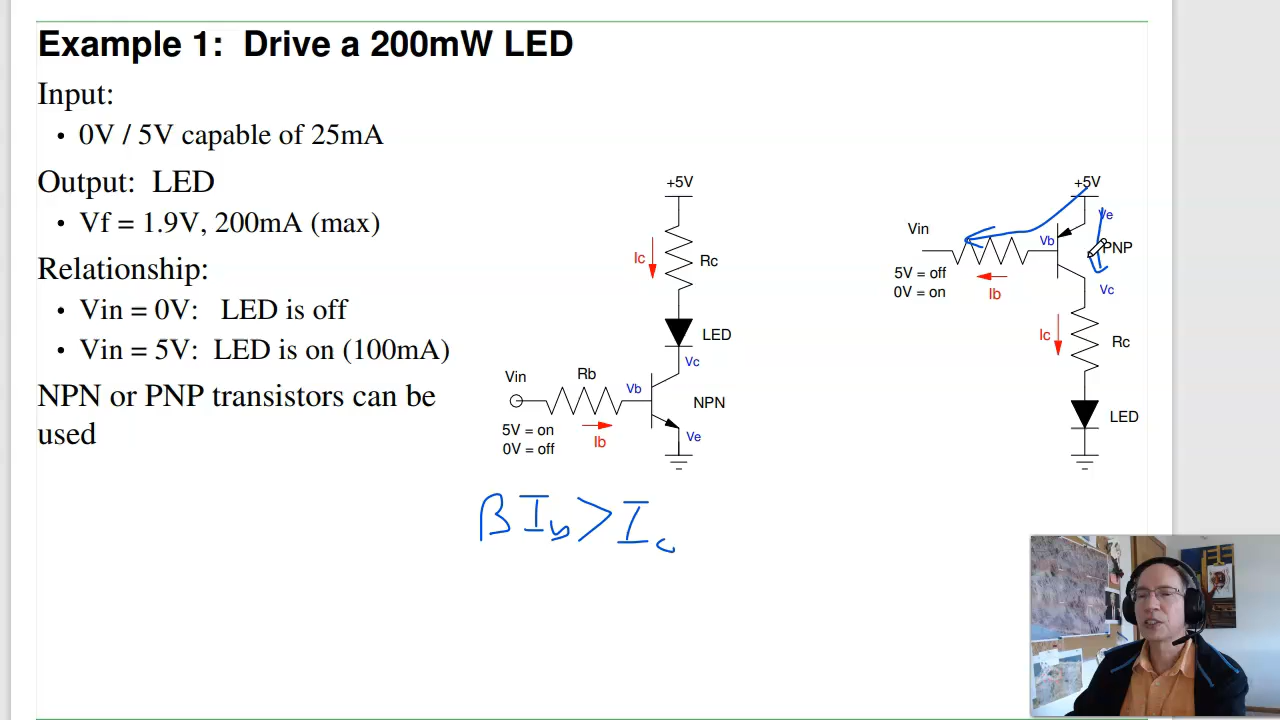 Example 1: Drive a 200mW LED
Input:
• 0V / 5V capable of 25mA
Output: LED
• Vf = 1.9V, 200mA (max)
Relationship:
• Vin = 0V: LED is off
• Vin = 5V: LED is on (100mA)
NPN or PNP transistors can be
used
+5V
Ic
Rc
LED
Vc
Vin
Rb
Vb
NPN
5V = on
0V = off
Ib
Ve
βIb > Ic
+5V
Ve
Vin
Vb
PNP
5V = off
0V = on
Ib
Vc
Ic
Rc
LED